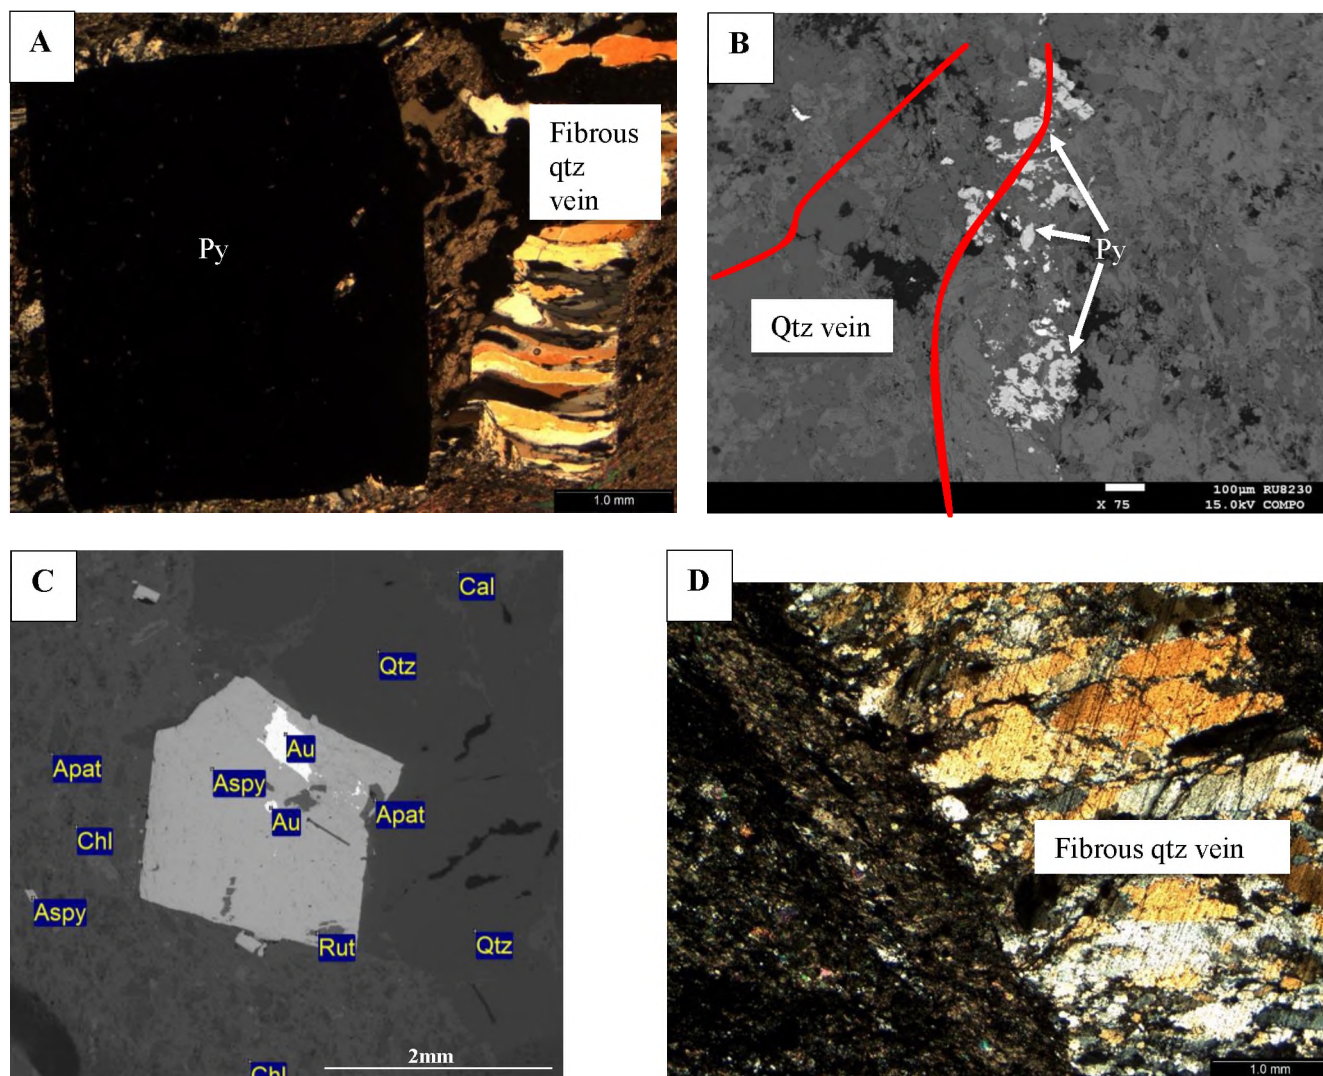 A
Py
Fibrous
qtz
vein
1.0 mm
B
Py
Qtz vein
100µm RU8230
X 75
15.0kV COMPO
C
Cal
Qtz
Au
Apat
Aspy
Au
Apat
Chl
Aspy
Rut
Qtz
2mm
Chl
D
Fibrous qtz vein
1.0 mm